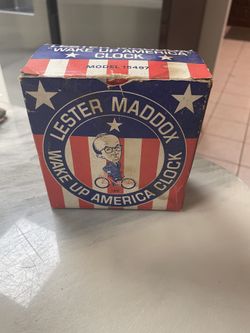 WAKE UP AMERICA
CLOCK
MODEL 15497
LESTER MADDOX
WAKE UP AMERICA CLOCK